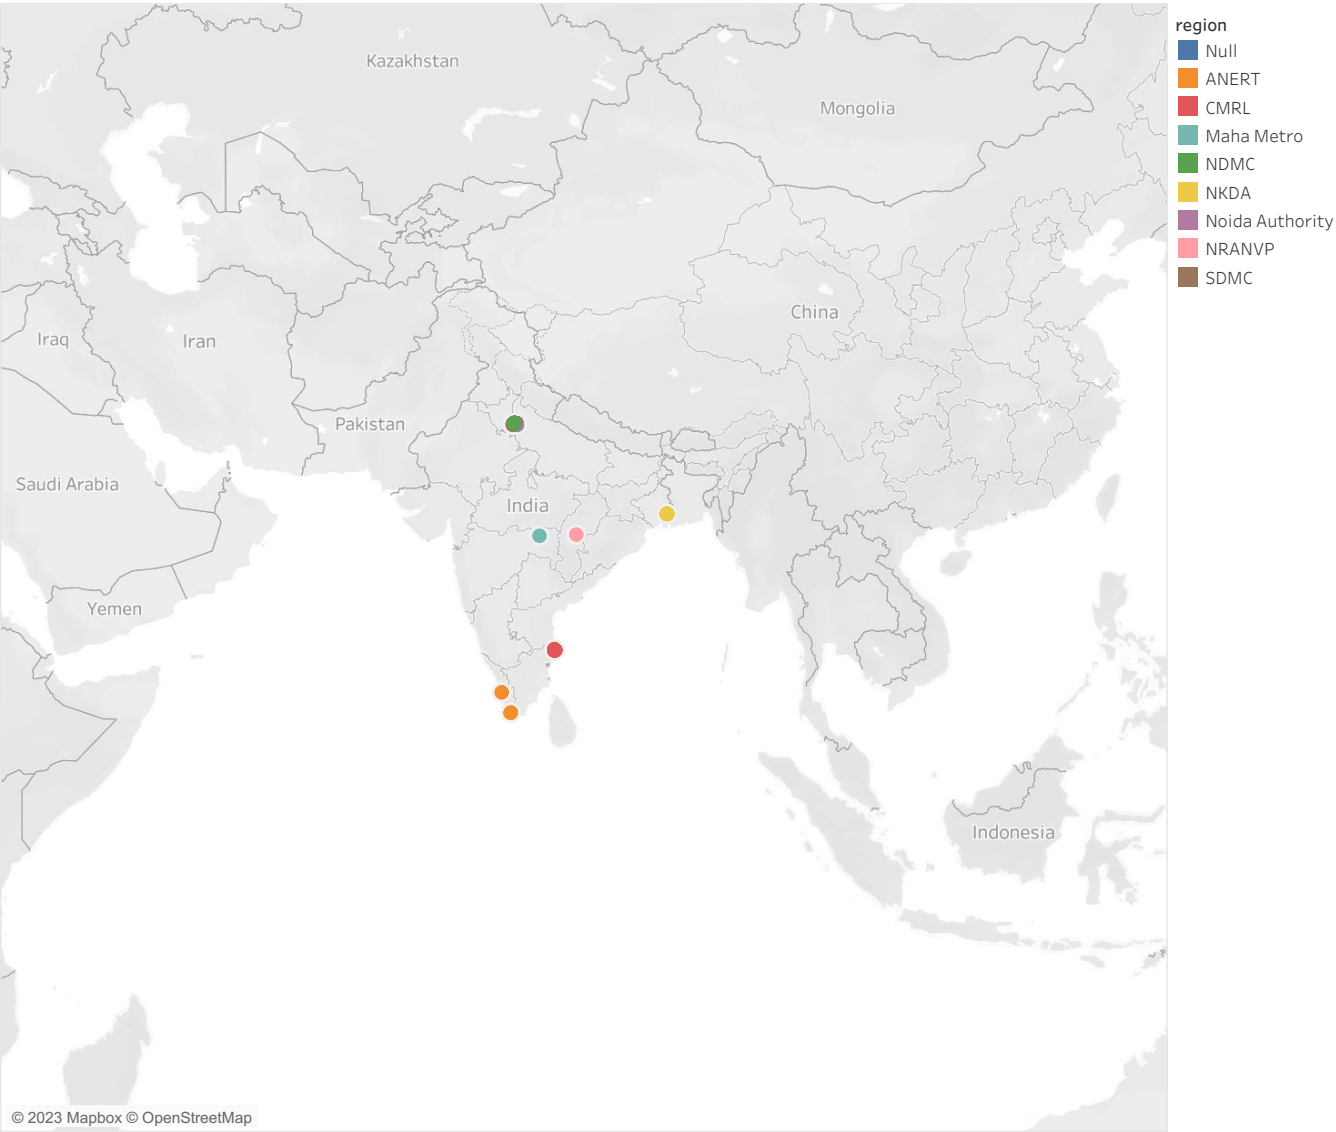 region
Null
ANERT
CMRL
Maha Metro
NDMC
NKDA
Noida Authority
NRANVP
SDMC
Kazakhstan
Mongolia
China
Iraq
Iran
Pakistan
Saudi Arabia
India
Yemen
Indonesia
© 2023 Mapbox © OpenStreetMap